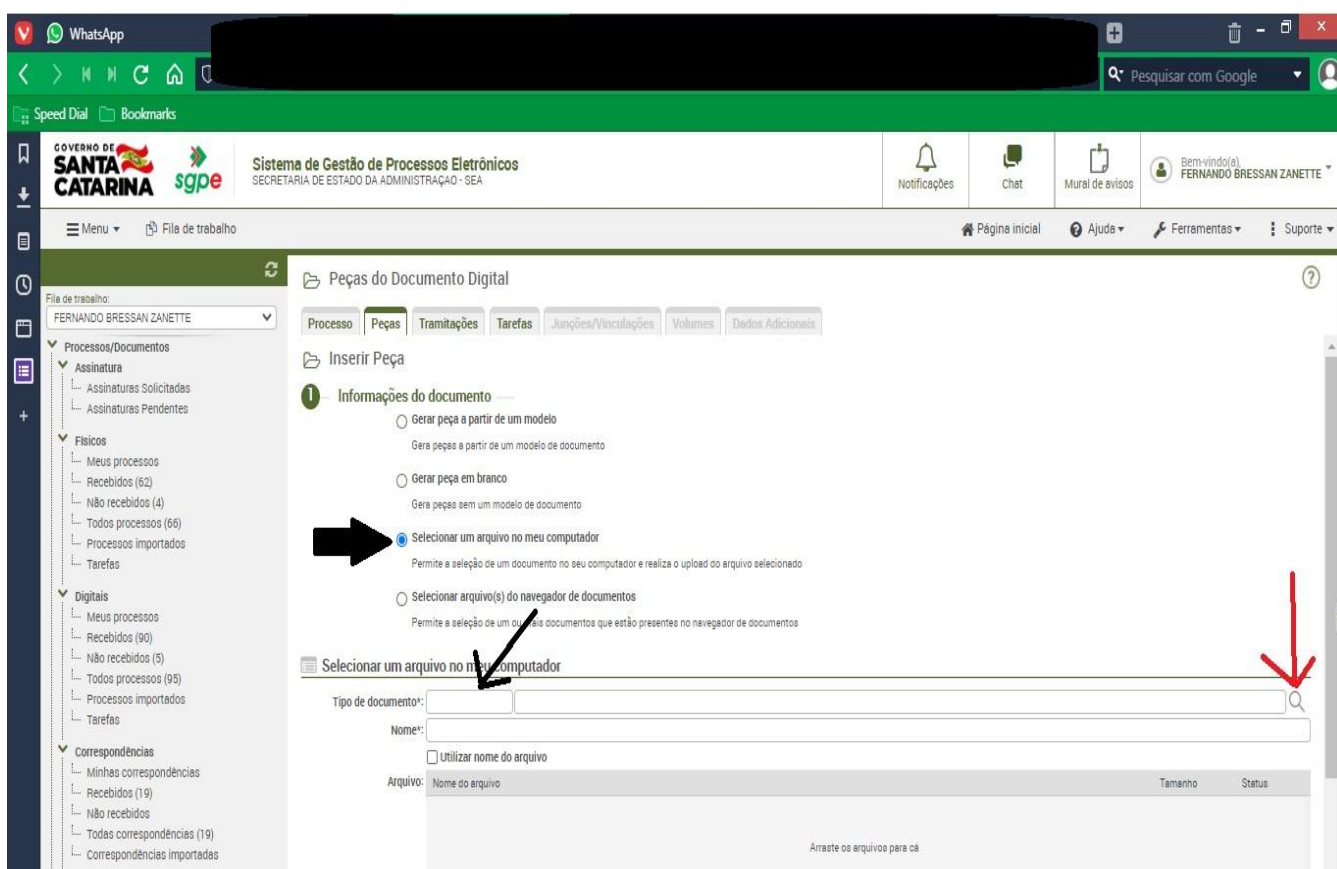 WhatsApp
Pesquisar com Google
Speed Dial Bookmarks
GOVERNO DE
SANTA
CATARINA
sgpe
Sistema de Gestão de Processos Eletrônicos
SECRETARIA DE ESTADO DA ADMINISTRAÇÃO - SEA
Notificações
Chat
Mural de avisos
Bem-vindo(a),
FERNANDO BRESSAN ZANETTE
Menu
Fila de trabalho
Página inicial
Ajuda
Ferramentas
Suporte
Fila de trabalho:
FERNANDO BRESSAN ZANETTE
Processos/Documentos
Assinatura
Assinaturas Solicitadas
Assinaturas Pendentes
Físicos
Meus processos
Recebidos (62)
Não recebidos (4)
Todos processos (66)
Processos importados
Tarefas
Digitais
Meus processos
Recebidos (90)
Não recebidos (5)
Todos processos (95)
Processos importados
Tarefas
Correspondências
Minhas correspondências
Recebidos (19)
Não recebidos
Todas correspondências (19)
Correspondências importadas
Peças do Documento Digital
Processo Peças Tramitações Tarefas Junções/Vinculações Volumes Dados Adicionais
Inserir Peça
1 Informações do documento
Gerar peça a partir de um modelo
Gera peças a partir de um modelo de documento
Gerar peça em branco
Gera peças sem um modelo de documento
Selecionar um arquivo no meu computador
Permite a seleção de um documento no seu computador e realiza o upload do arquivo selecionado
Selecionar arquivo(s) do navegador de documentos
Permite a seleção de um ou mais documentos que estão presentes no navegador de documentos
Selecionar um arquivo no meu computador
Tipo de documento*:
Nome*:
Utilizar nome do arquivo
Arquivo: Nome do arquivo Tamanho Status
Arraste os arquivos para cá